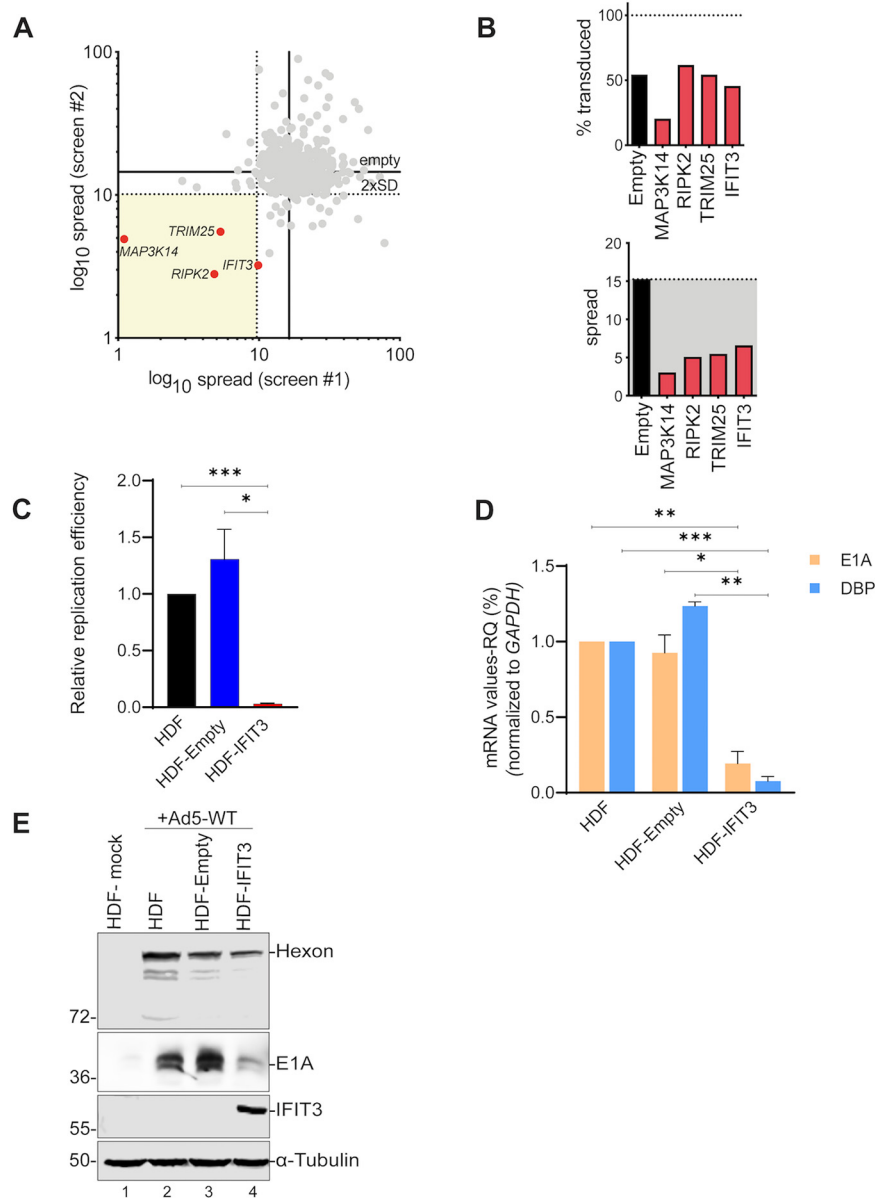 A
100
10
1
log10 spread (screen #2)
empty
2xSD
TRIM25
MAP3K14
RIPK2
IFIT3
1
10
100
log10 spread (screen #1)
B
100
50
0
% transduced
Empty
MAP3K14
RIPK2
TRIM25
IFIT3
20
15
10
5
0
spread
Empty
MAP3K14
RIPK2
TRIM25
IFIT3
C
Relative replication efficiency
2.0
1.5
1.0
0.5
0.0
***
*
HDF
HDF-Empty
HDF-IFIT3
D
mRNA values-RQ (%)
(normalized to GAPDH)
1.5
1.0
0.5
0.0
**
***
*
**
E1A
DBP
HDF
HDF-Empty
HDF-IFIT3
E
+Ad5-WT
HDF- mock
HDF
HDF-Empty
HDF-IFIT3
-Hexon
72-
-E1A
36-
-IFIT3
55-
50-
-α-Tubulin
1 2 3 4